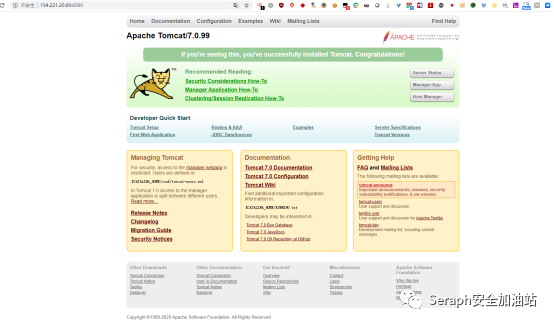 不安全 | 154.221.20.69:8080
Home Documentation Configuration Examples Wiki Mailing Lists Find Help
Apache Tomcat/7.0.99
APACHE SOFTWARE FOUNDATION
http://www.apache.org/
If you're seeing this, you've successfully installed Tomcat. Congratulations!
TM
Recommended Reading:
Security Considerations How-To
Manager Application How-To
Clustering/Session Replication How-To
Server Status
Manager App
Host Manager
Developer Quick Start
Tomcat Setup
First Web Application
Realms & AAA
JDBC DataSources
Examples
Servlet Specifications
Tomcat Versions
Managing Tomcat
For security, access to the manager webapp is
restricted. Users are defined in:
$CATALINA_HOME/conf/tomcat-users.xml
In Tomcat 7.0 access to the manager
application is split between different users.
Read more...
Release Notes
Changelog
Migration Guide
Security Notices
Documentation
Tomcat 7.0 Documentation
Tomcat 7.0 Configuration
Tomcat Wiki
Find additional important configuration
information in:
$CATALINA_HOME/RUNNING.txt
Developers may be interested in:
Tomcat 7.0 Bug Database
Tomcat 7.0 JavaDocs
Tomcat 7.0 Git Repository at GitHub
Getting Help
FAQ and Mailing Lists
The following mailing lists are available:
tomcat-announce
Important announcements, releases, security
vulnerability notifications. (Low volume).
tomcat-users
User support and discussion
taglibs-user
User support and discussion for Apache Taglibs
tomcat-dev
Development mailing list, including commit
messages
Other Downloads
Tomcat Connectors
Tomcat Native
Taglibs
Deployer
Other Documentation
Tomcat Connectors
mod_jk Documentation
Tomcat Native
Deployer
Get Involved
Overview
Source Repositories
Mailing Lists
Wiki
Miscellaneous
Contact
Legal
Sponsorship
Thanks
Apache Software
Foundation
Who We Are
Heritage
Seraph安全加油站
Copyright ©1999-2020 Apache Software Foundation. All Rights Reserved